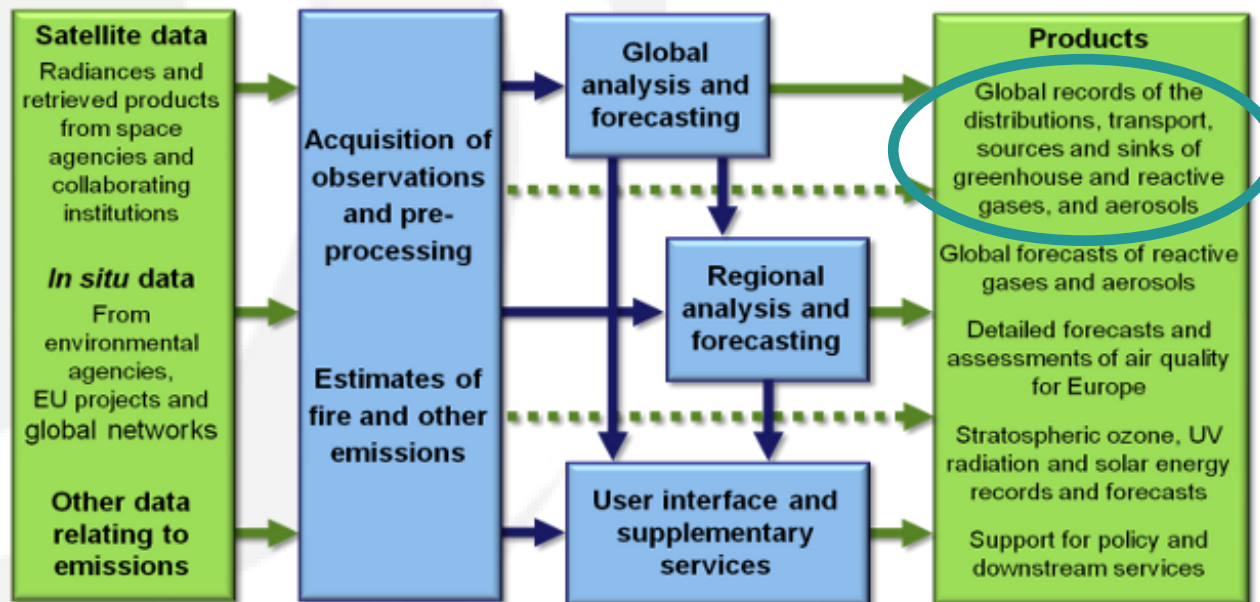 Satellite data
Radiances and
retrieved products
from space
agencies and
collaborating
institutions
In situ data
From
environmental
agencies,
EU projects and
global networks
Other data
relating to
emissions
Acquisition of
observations
and pre-
processing
Estimates of
fire and other
emissions
Global
analysis and
forecasting
Regional
analysis and
forecasting
User interface and
supplementary
services
Products
Global records of the
distributions, transport,
sources and sinks of
greenhouse and reactive
gases, and aerosols
Global forecasts of reactive
gases and aerosols
Detailed forecasts and
assessments of air quality
for Europe
Stratospheric ozone, UV
radiation and solar energy
records and forecasts
Support for policy and
downstream services